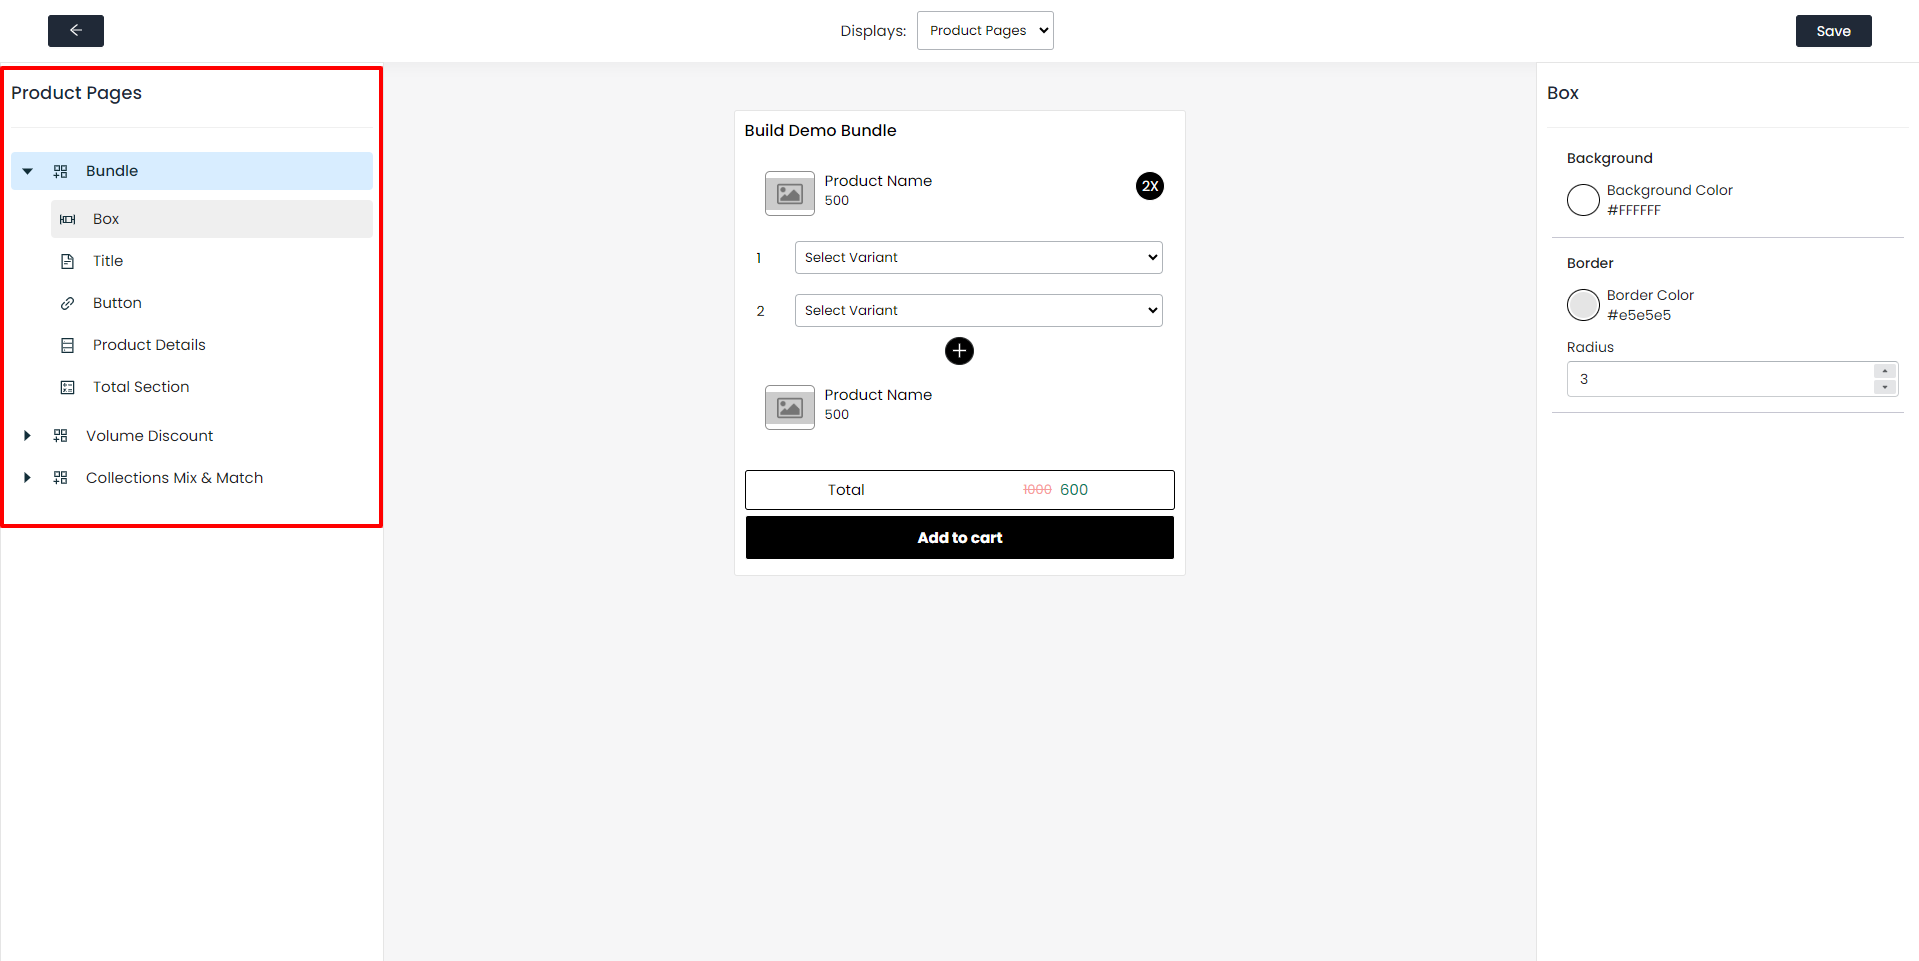 Displays:
Product Pages
Save
Product Pages
Bundle
Box
Title
Button
Product Details
Total Section
Volume Discount
Collections Mix & Match
Build Demo Bundle
Product Name
500
2X
1
Select Variant
2
Select Variant
Product Name
500
Total
1000 600
Add to cart
Box
Background
Background Color
#FFFFFF
Border
Border Color
#e5e5e5
Radius
3